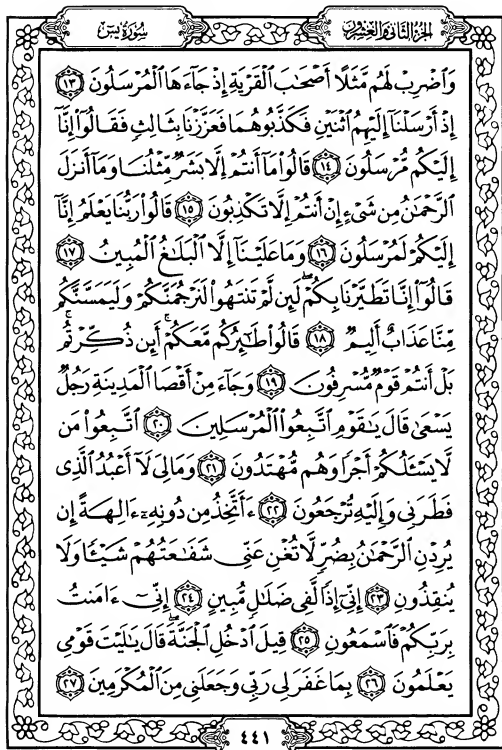 الجزء الثاني والعشرون
سورة يس
وَٱضْرِبْ لَهُم مَّثَلًا أَصْحَٰبَ ٱلْقَرْيَةِ إِذْ جَآءَهَا ٱلْمُرْسَلُونَ ١٣
إِذْ أَرْسَلْنَآ إِلَيْهِمُ ٱثْنَيْنِ فَكَذَّبُوهُمَا فَعَزَّزْنَا بِثَالِثٍ فَقَالُوٓا۟ إِنَّآ
إِلَيْكُم مُّرْسَلُونَ ١٤ قَالُوا۟ مَآ أَنتُمْ إِلَّا بَشَرٌ مِّثْلُنَا وَمَآ أَنزَلَ
ٱلرَّحْمَٰنُ مِن شَىْءٍ إِنْ أَنتُمْ إِلَّا تَكْذِبُونَ ١٥ قَالُوا۟ رَبُّنَا يَعْلَمُ إِنَّآ
إِلَيْكُمْ لَمُرْسَلُونَ ١٦ وَمَا عَلَيْنَآ إِلَّا ٱلْبَلَٰغُ ٱلْمُبِينُ ١٧
قَالُوٓا۟ إِنَّا تَطَيَّرْنَا بِكُمْ ۖ لَئِن لَّمْ تَنتَهُوا۟ لَنَرْجُمَنَّكُمْ وَلَيَمَسَّنَّكُم
مِّنَّا عَذَابٌ أَلِيمٌ ١٨ قَالُوا۟ طَٰٓئِرُكُم مَّعَكُمْ ۚ أَئِن ذُكِّرْتُم ۚ
بَلْ أَنتُمْ قَوْمٌ مُّسْرِفُونَ ١٩ وَجَآءَ مِنْ أَقْصَا ٱلْمَدِينَةِ رَجُلٌ
يَسْعَىٰ قَالَ يَٰقَوْمِ ٱتَّبِعُوا۟ ٱلْمُرْسَلِينَ ٢٠ ٱتَّبِعُوا۟ مَن
لَّا يَسْـَٔلُكُمْ أَجْرًا وَهُم مُّهْتَدُونَ ٢١ وَمَا لِىَ لَآ أَعْبُدُ ٱلَّذِى
فَطَرَنِى وَإِلَيْهِ تُرْجَعُونَ ٢٢ ءَأَتَّخِذُ مِن دُونِهِۦٓ ءَالِهَةً إِن
يُرِدْنِ ٱلرَّحْمَٰنُ بِضُرٍّ لَّا تُغْنِ عَنِّى شَفَٰعَتُهُمْ شَيْـًٔا وَلَا
يُنقِذُونِ ٢٣ إِنِّىٓ إِذًا لَّفِى ضَلَٰلٍ مُّبِينٍ ٢٤ إِنِّىٓ ءَامَنتُ
بِرَبِّكُمْ فَٱسْمَعُونِ ٢٥ قِيلَ ٱدْخُلِ ٱلْجَنَّةَ ۖ قَالَ يَٰلَيْتَ قَوْمِى
يَعْلَمُونَ ٢٦ بِمَا غَفَرَ لِى رَبِّى وَجَعَلَنِى مِنَ ٱلْمُكْرَمِينَ ٢٧
٤٤١